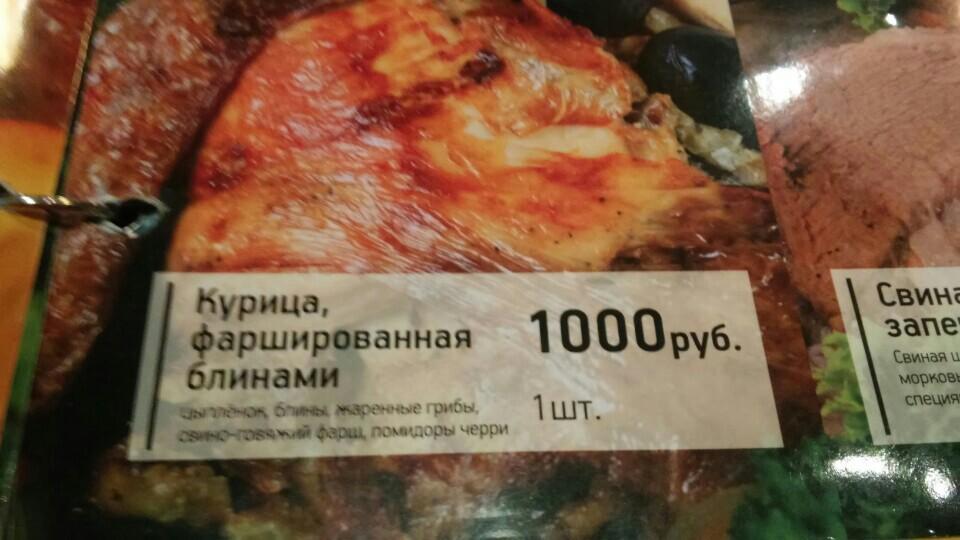 Курица,
фаршированная
блинами
цыплёнок, блины, жаренные грибы,
свино-говяжий фарш, помидоры черри
1000 руб.
1 шт.
Свина
запе
Свиная ш
морковь
специя